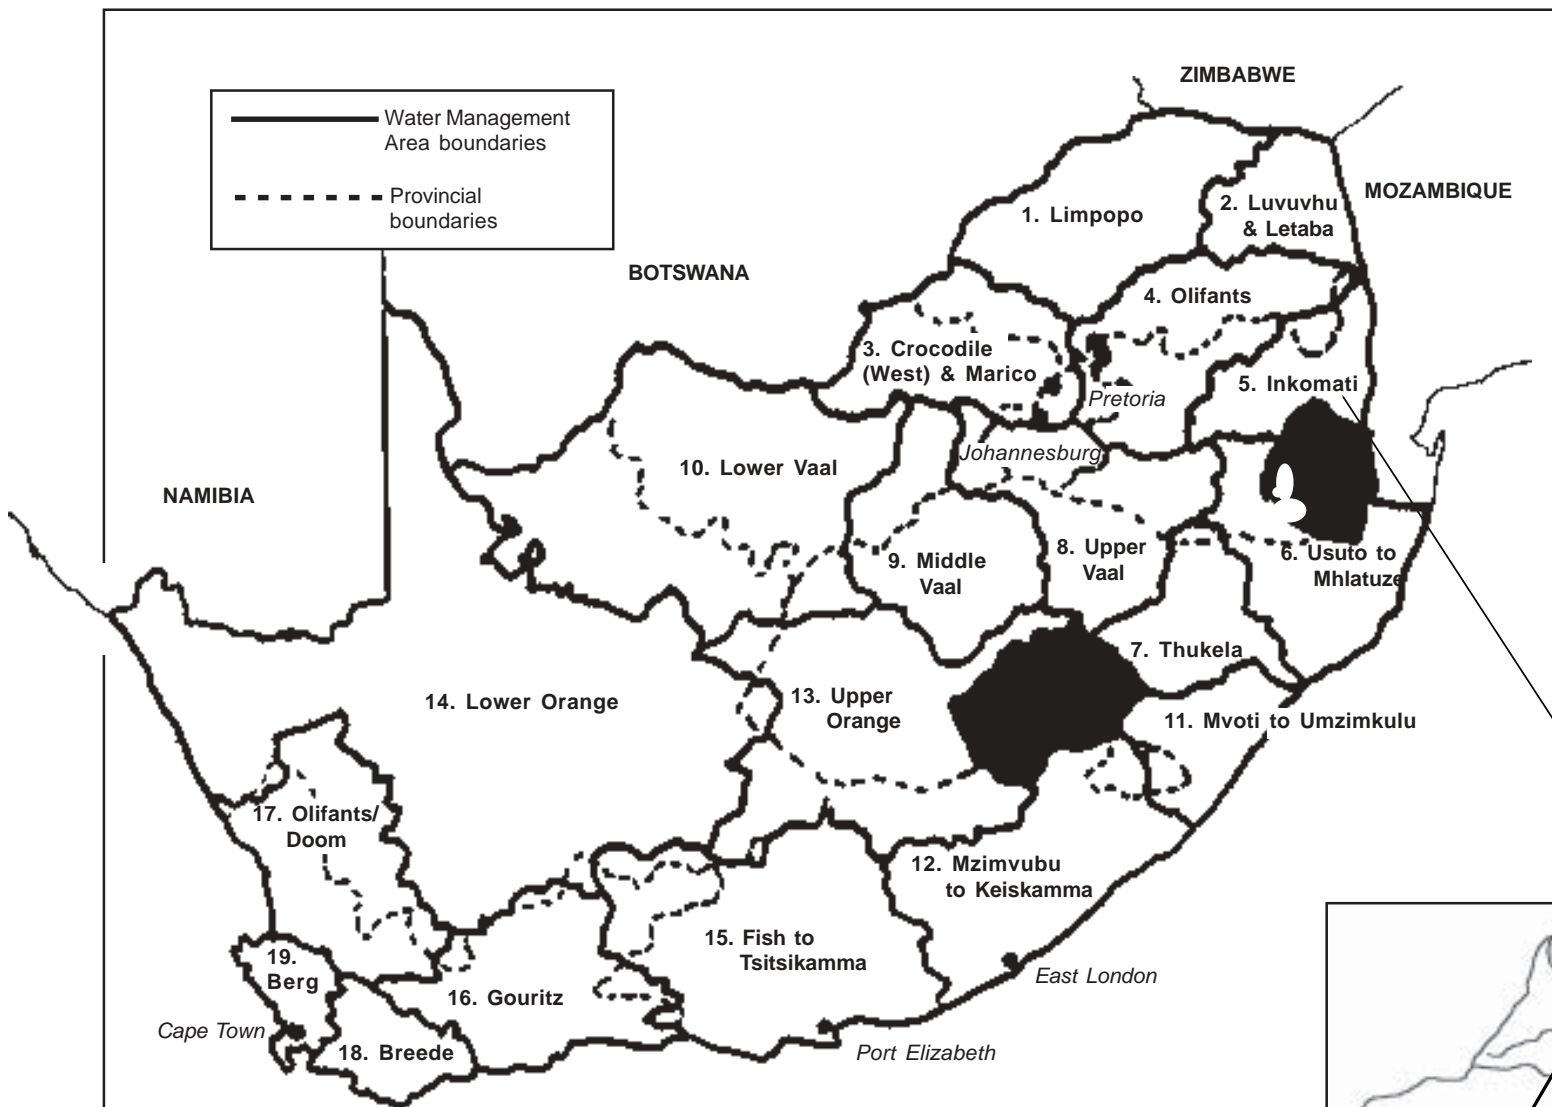 ZIMBABWE
Water Management
Area boundaries
Provincial
boundaries
MOZAMBIQUE
1. Limpopo
2. Luvuvhu
& Letaba
BOTSWANA
4. Olifants
3. Crocodile
(West) & Marico
5. Inkomati
Pretoria
Johannesburg
10. Lower Vaal
NAMIBIA
9. Middle
Vaal
8. Upper
Vaal
6. Usuto to
Mhlatuze
7. Thukela
14. Lower Orange
13. Upper
Orange
11. Mvoti to Umzimkulu
17. Olifants/
Doom
12. Mzimvubu
to Keiskamma
15. Fish to
Tsitsikamma
19.
Berg
16. Gouritz
East London
Cape Town
18. Breede
Port Elizabeth